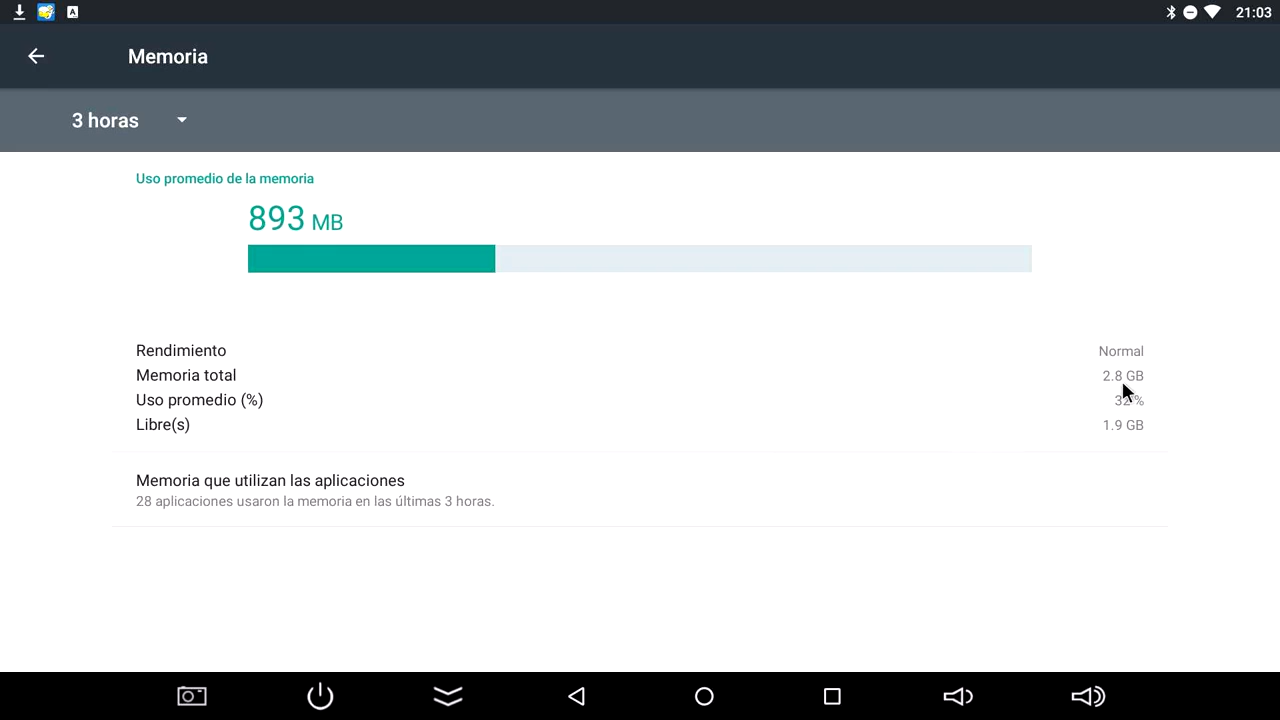 A
21:03
Memoria
3 horas
Uso promedio de la memoria
893 MB
Rendimiento Normal
Memoria total 2.8 GB
Uso promedio (%) 32 %
Libre(s) 1.9 GB
Memoria que utilizan las aplicaciones
28 aplicaciones usaron la memoria en las últimas 3 horas.